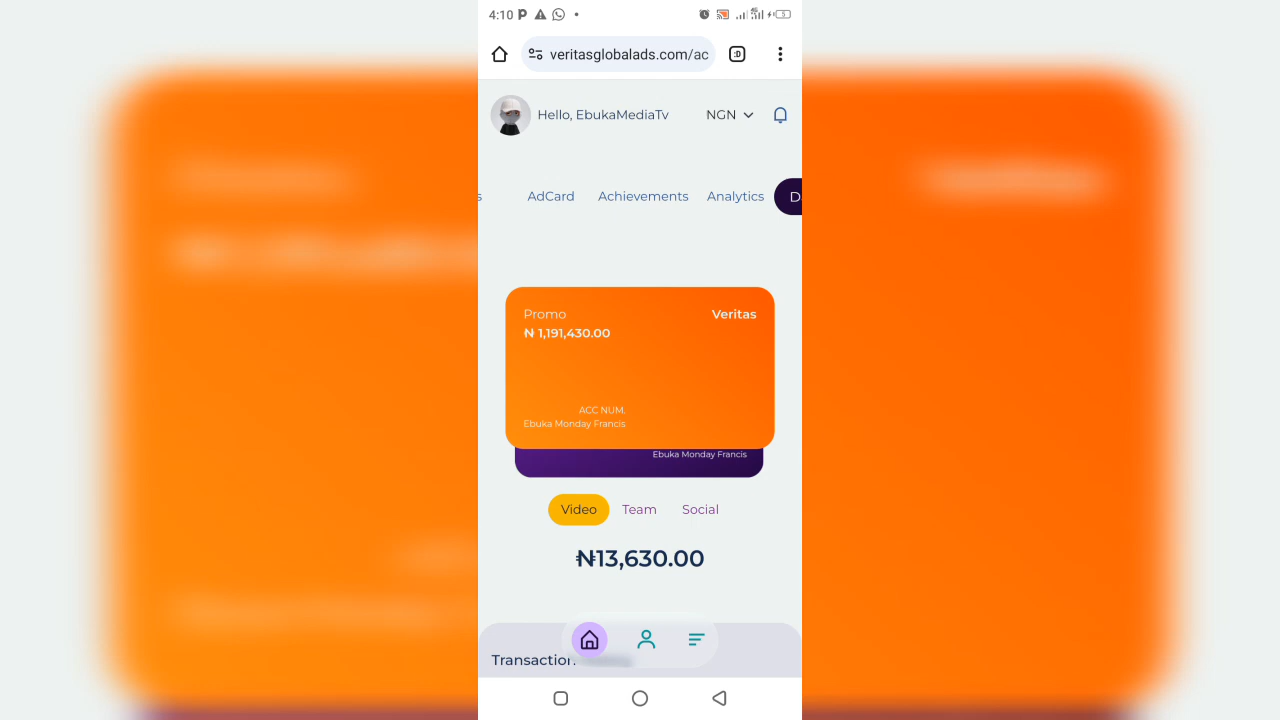 4:10
veritasglobalads.com/ac
Hello, EbukaMediaTv NGN
s AdCard Achievements Analytics D
Promo Veritas
₦ 1,191,430.00
ACC NUM.
Ebuka Monday Francis
Ebuka Monday Francis
Video Team Social
₦13,630.00
Transaction